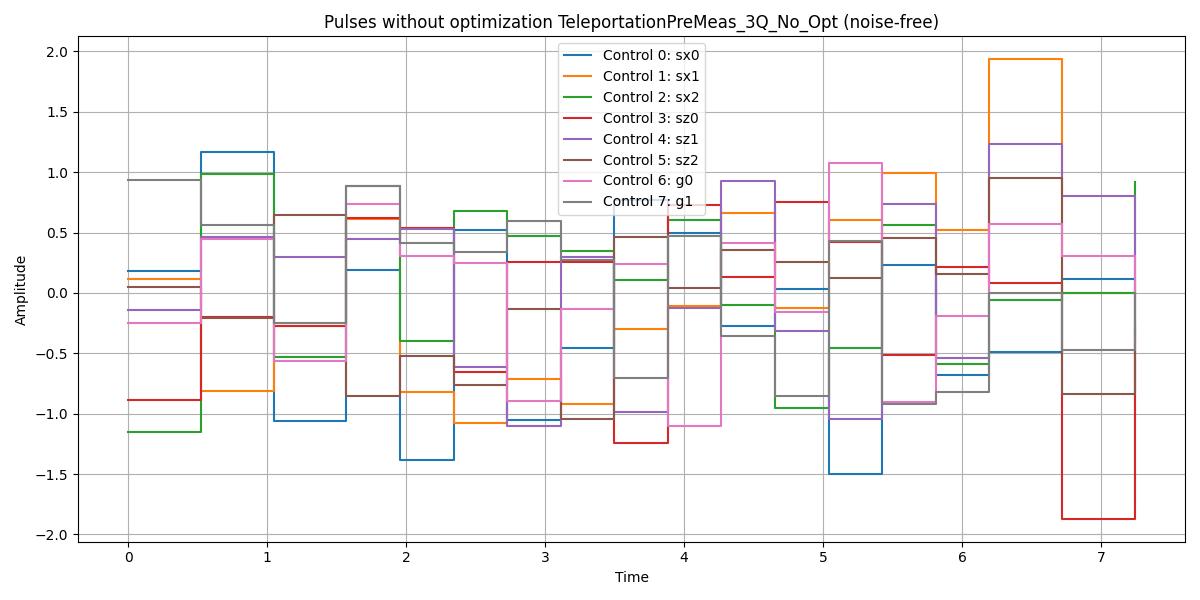 Pulses without optimization TeleportationPreMeas_3Q_No_Opt (noise-free)
2.0
1.5
1.0
0.5
0.0
−0.5
−1.0
−1.5
−2.0
Amplitude
Control 0: sx0
Control 1: sx1
Control 2: sx2
Control 3: sz0
Control 4: sz1
Control 5: sz2
Control 6: g0
Control 7: g1
0 1 2 3 4 5 6 7
Time